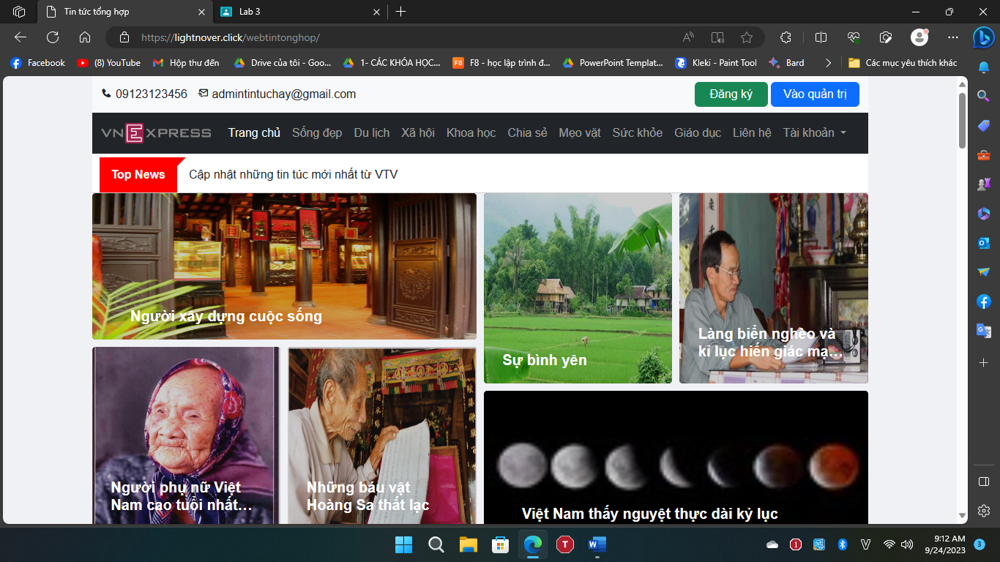 Tin tức tổng hợp
Lab 3
https://lightnover.click/webtintonghop/
Facebook
(8) YouTube
Hộp thư đến
Drive của tôi - Goo...
1- CÁC KHÓA HỌC...
F8
F8 - học lập trình đ...
PowerPoint Templat...
Kleki - Paint Tool
Bard
Các mục yêu thích khác
09123123456
admintintuchay@gmail.com
Đăng ký
Vào quản trị
VNEXPRESS
Trang chủ
Sống đẹp
Du lịch
Xã hội
Khoa học
Chia sẻ
Mẹo vặt
Sức khỏe
Giáo dục
Liên hệ
Tài khoản
Top News
Cập nhật những tin túc mới nhất từ VTV
Người xây dựng cuộc sống
Sự bình yên
Làng biển nghèo và
kỉ lục hiến giác mạ...
Người phụ nữ Việt
Nam cao tuổi nhất...
Những báu vật
Hoàng Sa thất lạc
Việt Nam thấy nguyệt thực dài kỷ lục
9:12 AM
9/24/2023
3